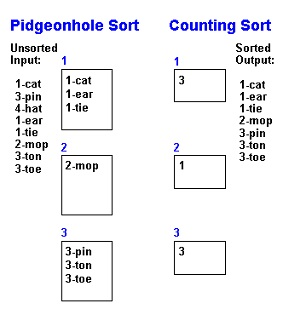 Pidgeonhole Sort
Unsorted
Input:
1-cat
3-pin
4-hat
1-ear
1-tie
2-mop
3-ton
3-toe
1
1-cat
1-ear
1-tie
2
2-mop
3
3-pin
3-ton
3-toe
Counting Sort
1
3
2
1
3
3
Sorted
Output:
1-cat
1-ear
1-tie
2-mop
3-pin
3-ton
3-toe